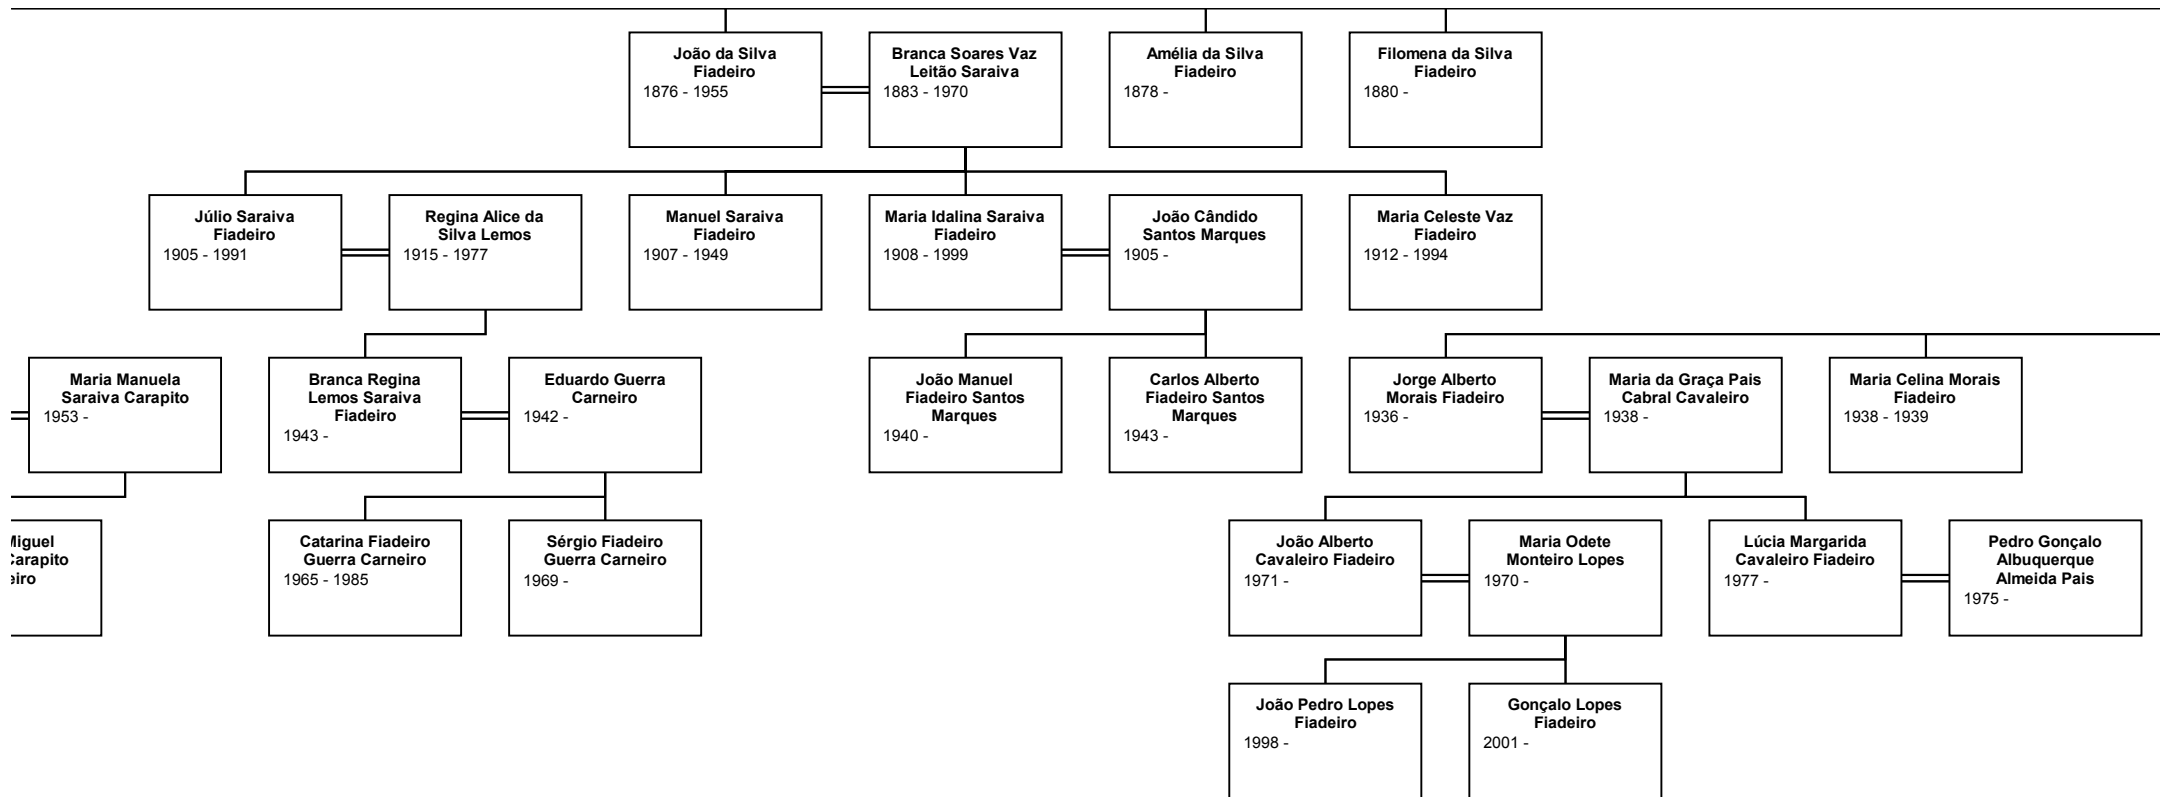 João da Silva
Fiadeiro
1876 - 1955
Branca Soares Vaz
Leitão Saraiva
1883 - 1970
Amélia da Silva
Fiadeiro
1878 -
Filomena da Silva
Fiadeiro
1880 -
Júlio Saraiva
Fiadeiro
1905 - 1991
Regina Alice da
Silva Lemos
1915 - 1977
Manuel Saraiva
Fiadeiro
1907 - 1949
Maria Idalina Saraiva
Fiadeiro
1908 - 1999
João Cândido
Santos Marques
1905 -
Maria Celeste Vaz
Fiadeiro
1912 - 1994
Maria Manuela
Saraiva Carapito
1953 -
Branca Regina
Lemos Saraiva
Fiadeiro
1943 -
Eduardo Guerra
Carneiro
1942 -
João Manuel
Fiadeiro Santos
Marques
1940 -
Carlos Alberto
Fiadeiro Santos
Marques
1943 -
Jorge Alberto
Morais Fiadeiro
1936 -
Maria da Graça Pais
Cabral Cavaleiro
1938 -
Maria Celina Morais
Fiadeiro
1938 - 1939
Miguel
Carapito
eiro
Catarina Fiadeiro
Guerra Carneiro
1965 - 1985
Sérgio Fiadeiro
Guerra Carneiro
1969 -
João Alberto
Cavaleiro Fiadeiro
1971 -
Maria Odete
Monteiro Lopes
1970 -
Lúcia Margarida
Cavaleiro Fiadeiro
1977 -
Pedro Gonçalo
Albuquerque
Almeida Pais
1975 -
João Pedro Lopes
Fiadeiro
1998 -
Gonçalo Lopes
Fiadeiro
2001 -